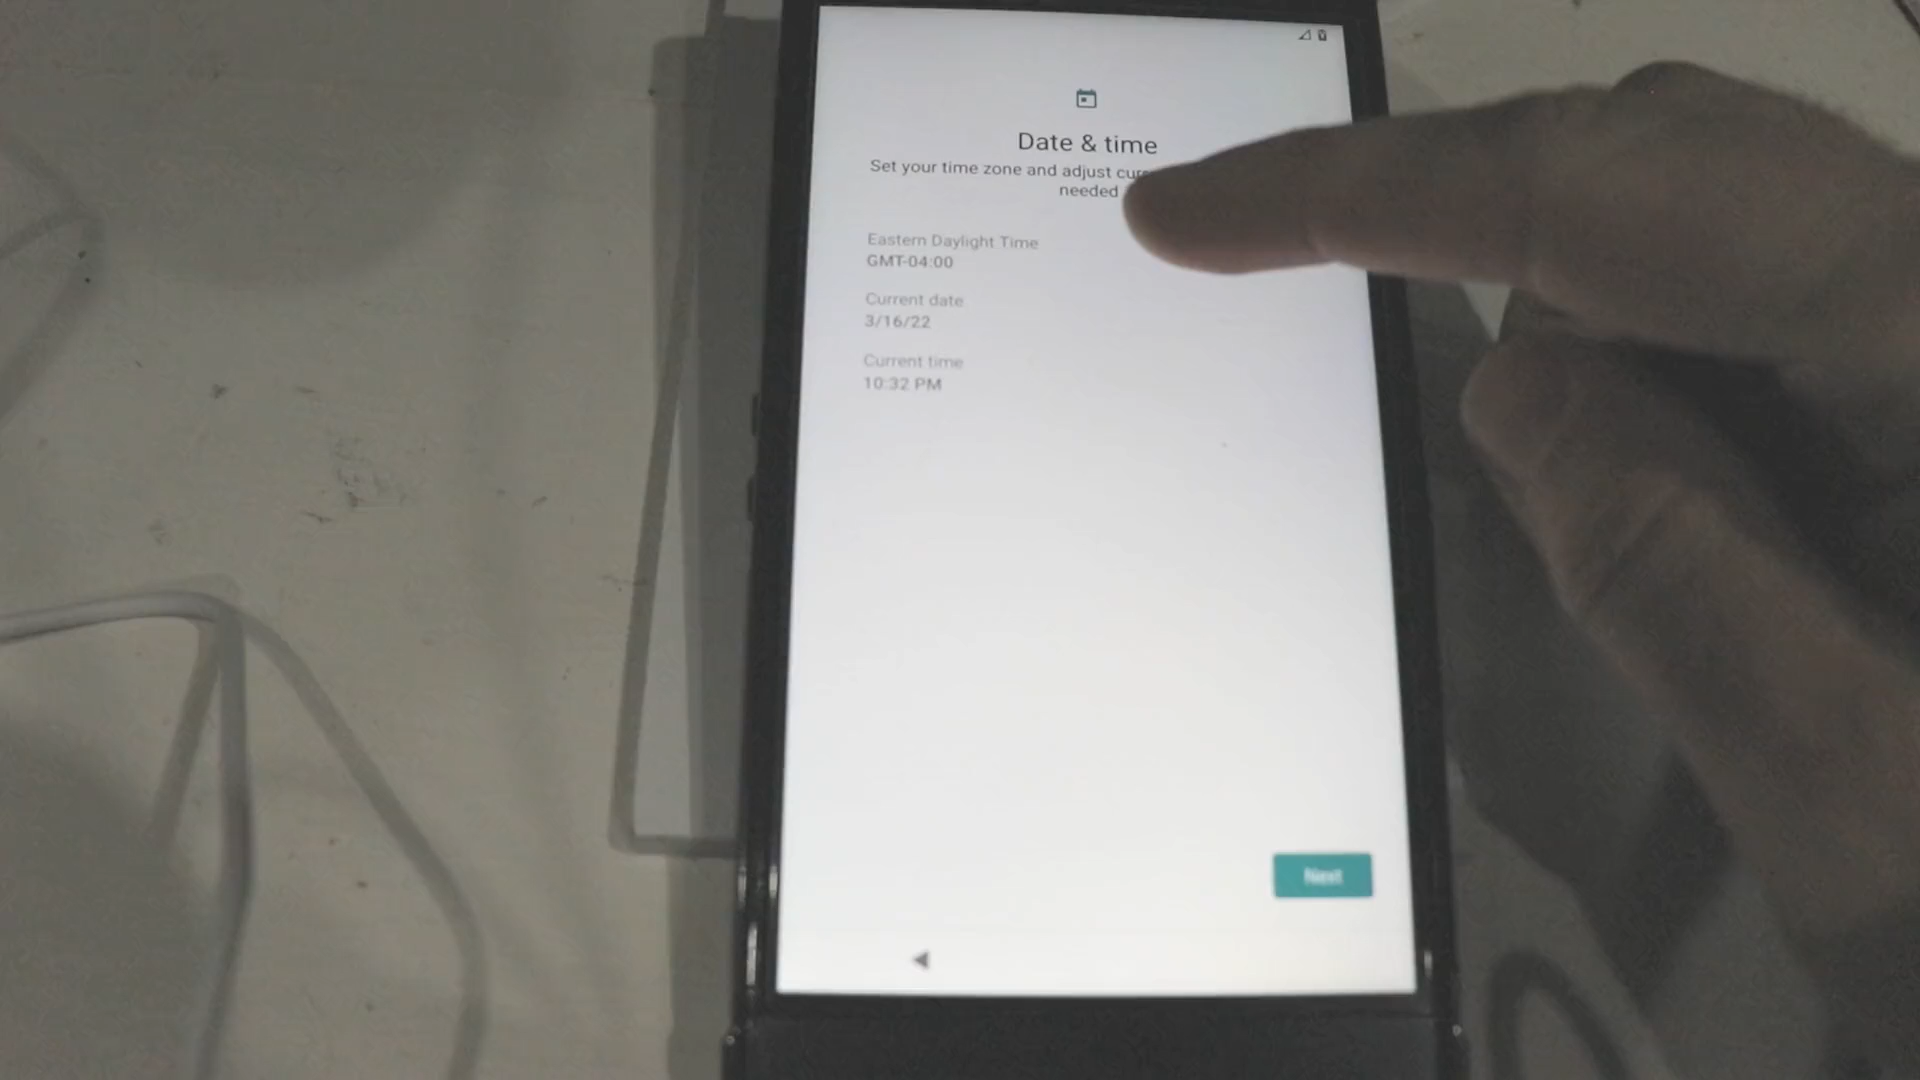 Date & time
Set your time zone and adjust
needed
Eastern Daylight Time
GMT-04:00
Current date
3/16/22
Current time
10:32 PM
Next